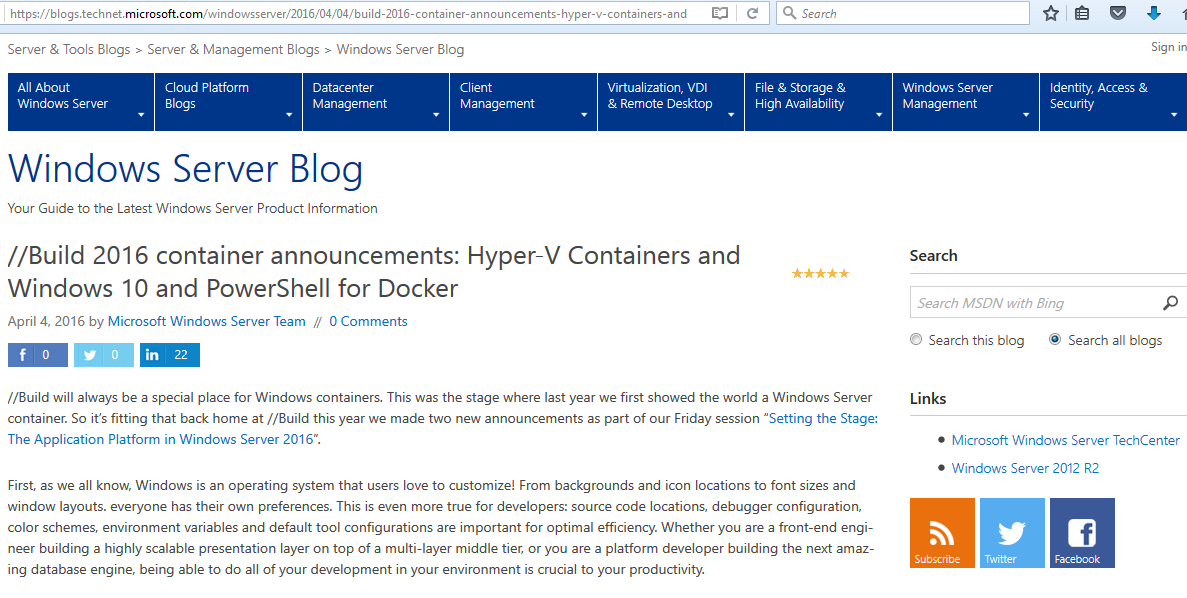 https://blogs.technet.microsoft.com/windowsserver/2016/04/04/build-2016-container-announcements-hyper-v-containers-and
Search
Server & Tools Blogs > Server & Management Blogs > Windows Server Blog
Sign in
All About
Windows Server
Cloud Platform
Blogs
Datacenter
Management
Client
Management
Virtualization, VDI
& Remote Desktop
File & Storage &
High Availability
Windows Server
Management
Identity, Access &
Security
Windows Server Blog
Your Guide to the Latest Windows Server Product Information
//Build 2016 container announcements: Hyper-V Containers and
Windows 10 and PowerShell for Docker
April 4, 2016 by Microsoft Windows Server Team // 0 Comments
f 0
0
in 22
//Build will always be a special place for Windows containers. This was the stage where last year we first showed the world a Windows Server
container. So it's fitting that back home at //Build this year we made two new announcements as part of our Friday session “Setting the Stage:
The Application Platform in Windows Server 2016”.
First, as we all know, Windows is an operating system that users love to customize! From backgrounds and icon locations to font sizes and
window layouts. everyone has their own preferences. This is even more true for developers: source code locations, debugger configuration,
color schemes, environment variables and default tool configurations are important for optimal efficiency. Whether you are a front-end engi-
neer building a highly scalable presentation layer on top of a multi-layer middle tier, or you are a platform developer building the next amaz-
ing database engine, being able to do all of your development in your environment is crucial to your productivity.
Search
Search MSDN with Bing
Search this blog
Search all blogs
Links
Microsoft Windows Server TechCenter
Windows Server 2012 R2
Subscribe
Twitter
Facebook